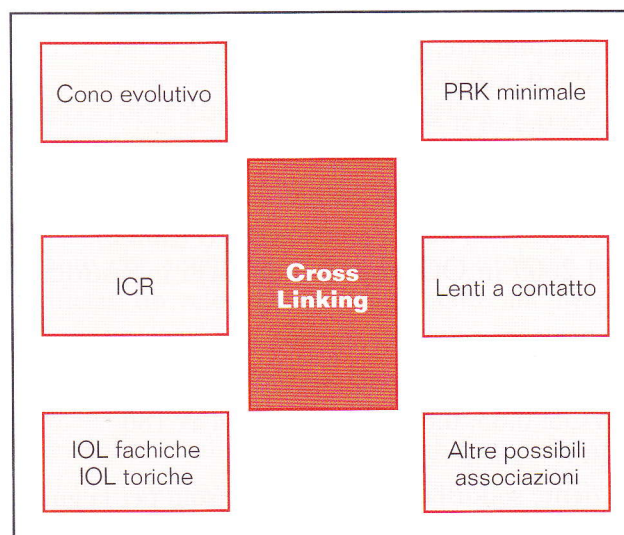 Cono evolutivo
PRK minimale
Cross
Linking
ICR
Lenti a contatto
IOL fachiche
IOL toriche
Altre possibili
associazioni